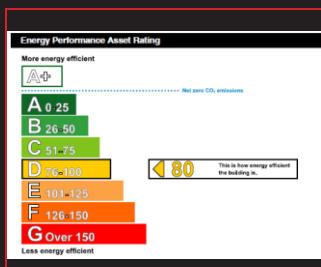 Energy Performance Asset Rating
More energy efficient
A+
Net zero CO₂ emissions
A 0-25
B 26-50
C 51-75
D 76-100
80
This is how energy efficient
the building is.
E 101-125
F 126-150
G Over 150
Less energy efficient